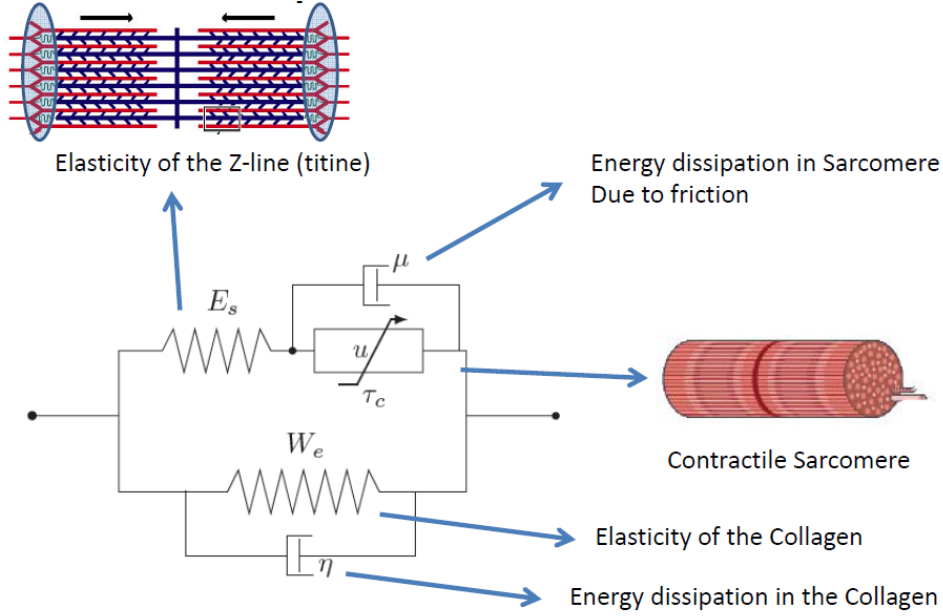 Elasticity of the Z-line (titine)
Energy dissipation in Sarcomere
Due to friction
μ
E_s
u
τ_c
Contractile Sarcomere
W_e
Elasticity of the Collagen
η
Energy dissipation in the Collagen